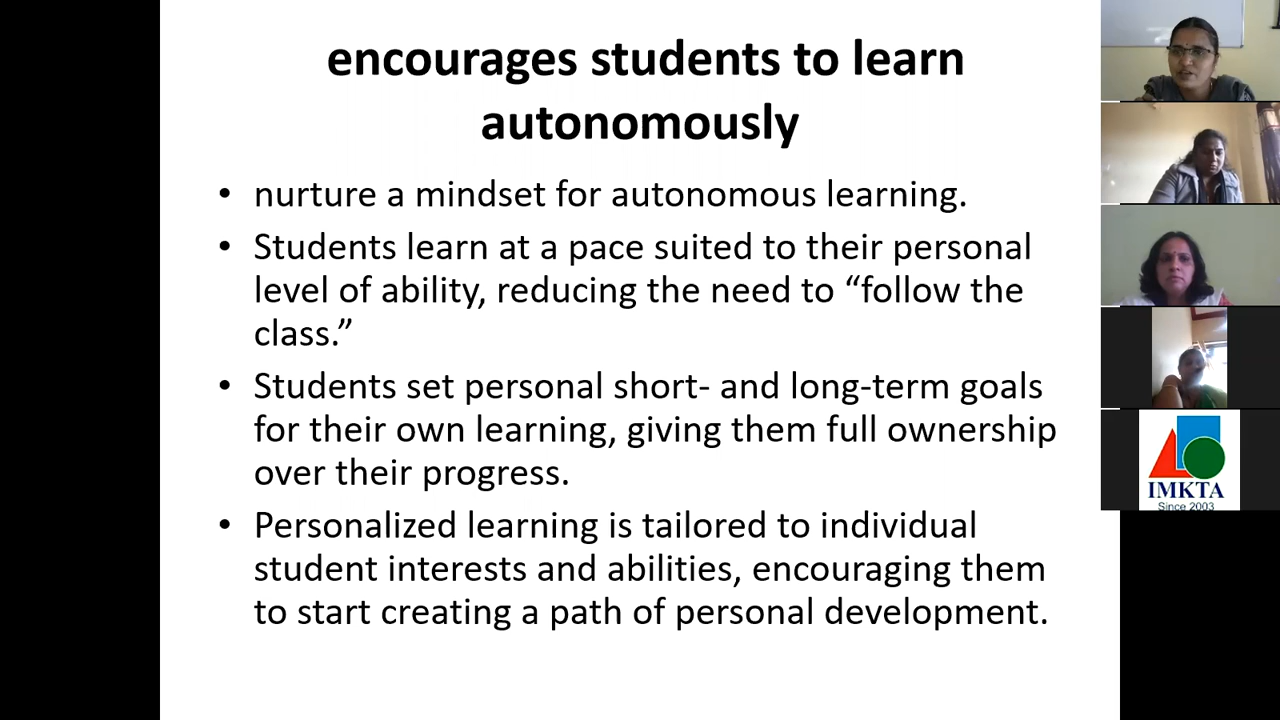 encourages students to learn
autonomously
• nurture a mindset for autonomous learning.
• Students learn at a pace suited to their personal
level of ability, reducing the need to “follow the
class.”
• Students set personal short- and long-term goals
for their own learning, giving them full ownership
over their progress.
• Personalized learning is tailored to individual
student interests and abilities, encouraging them
to start creating a path of personal development.
IMKTA
Since 2003